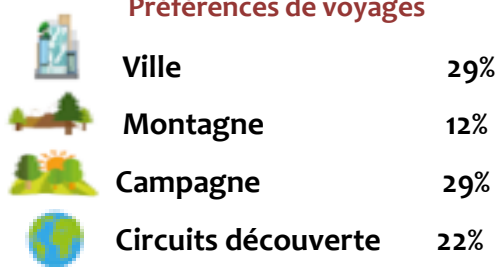 Préférences de voyages
Ville 29%
Montagne 12%
Campagne 29%
Circuits découverte 22%